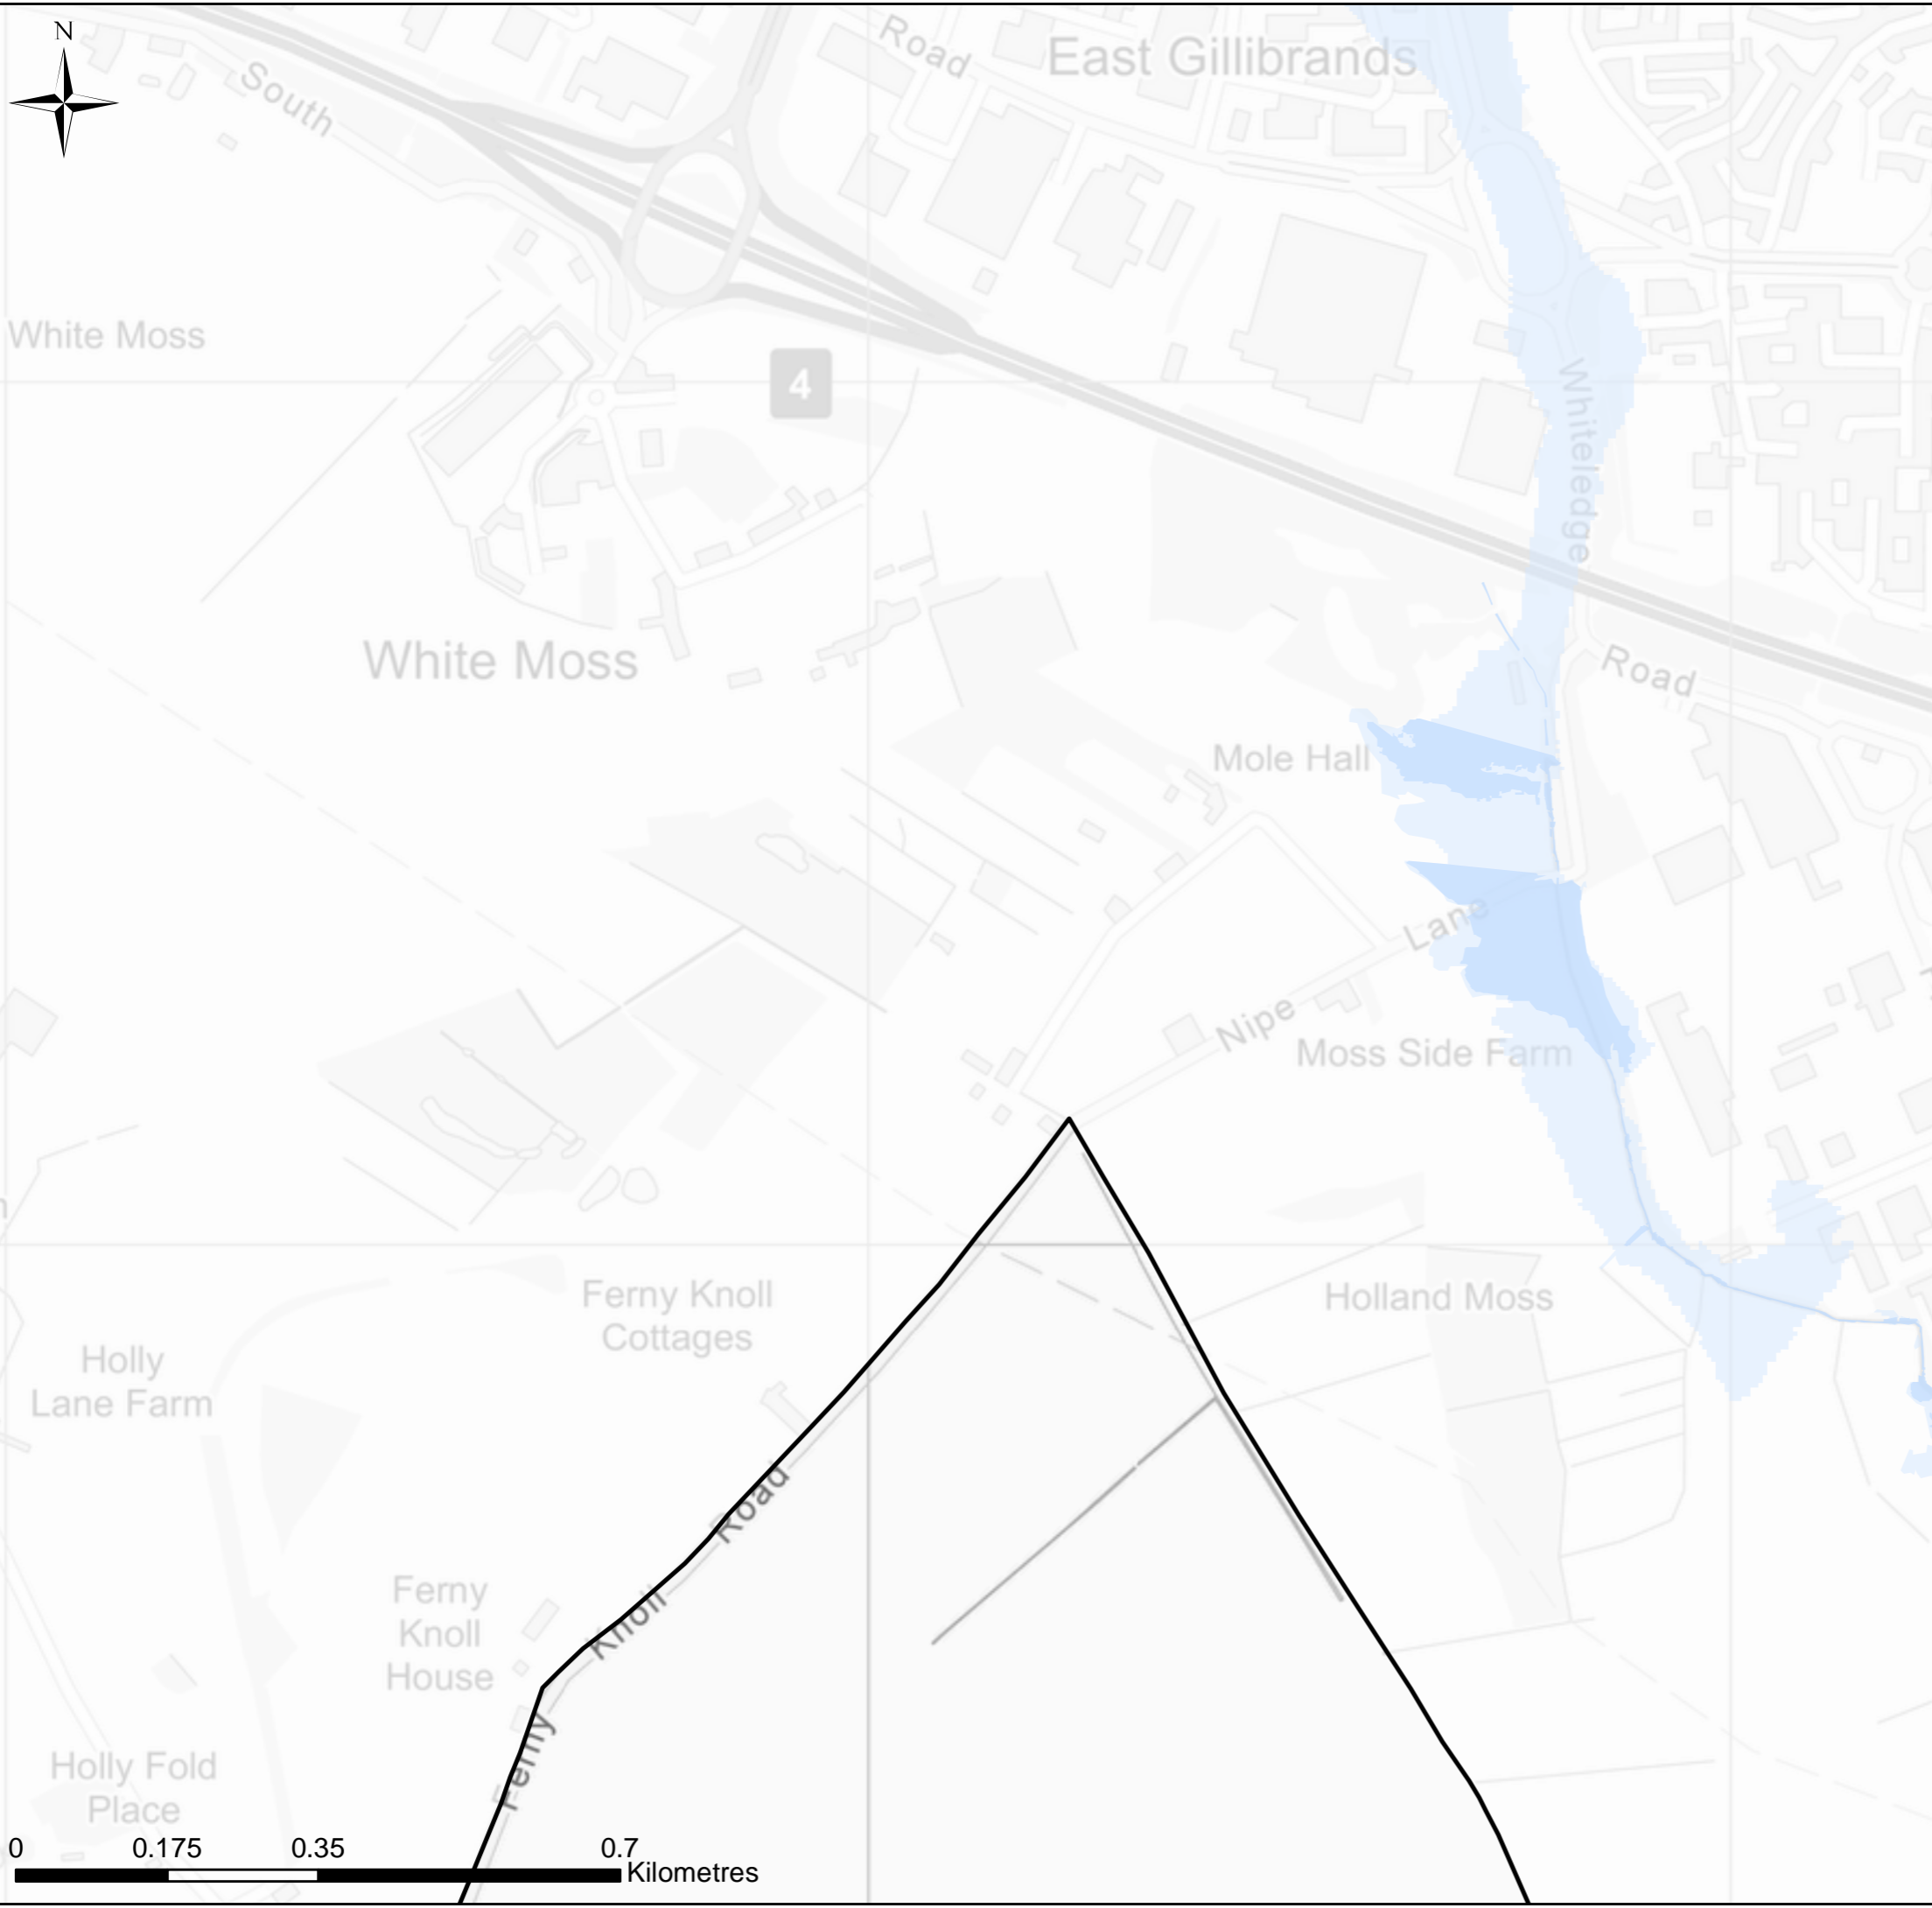 N
South
Road
East Gillibrands
White Moss
4
Whiteledge
White Moss
Road
Mole Hall
Lane
Nipe
Moss Side Farm
Ferny Knoll
Cottages
Holland Moss
Holly
Lane Farm
Road
Knoll
Ferny
Ferny
Knoll
House
Holly Fold
Place
0 0.175 0.35 0.7
Kilometres